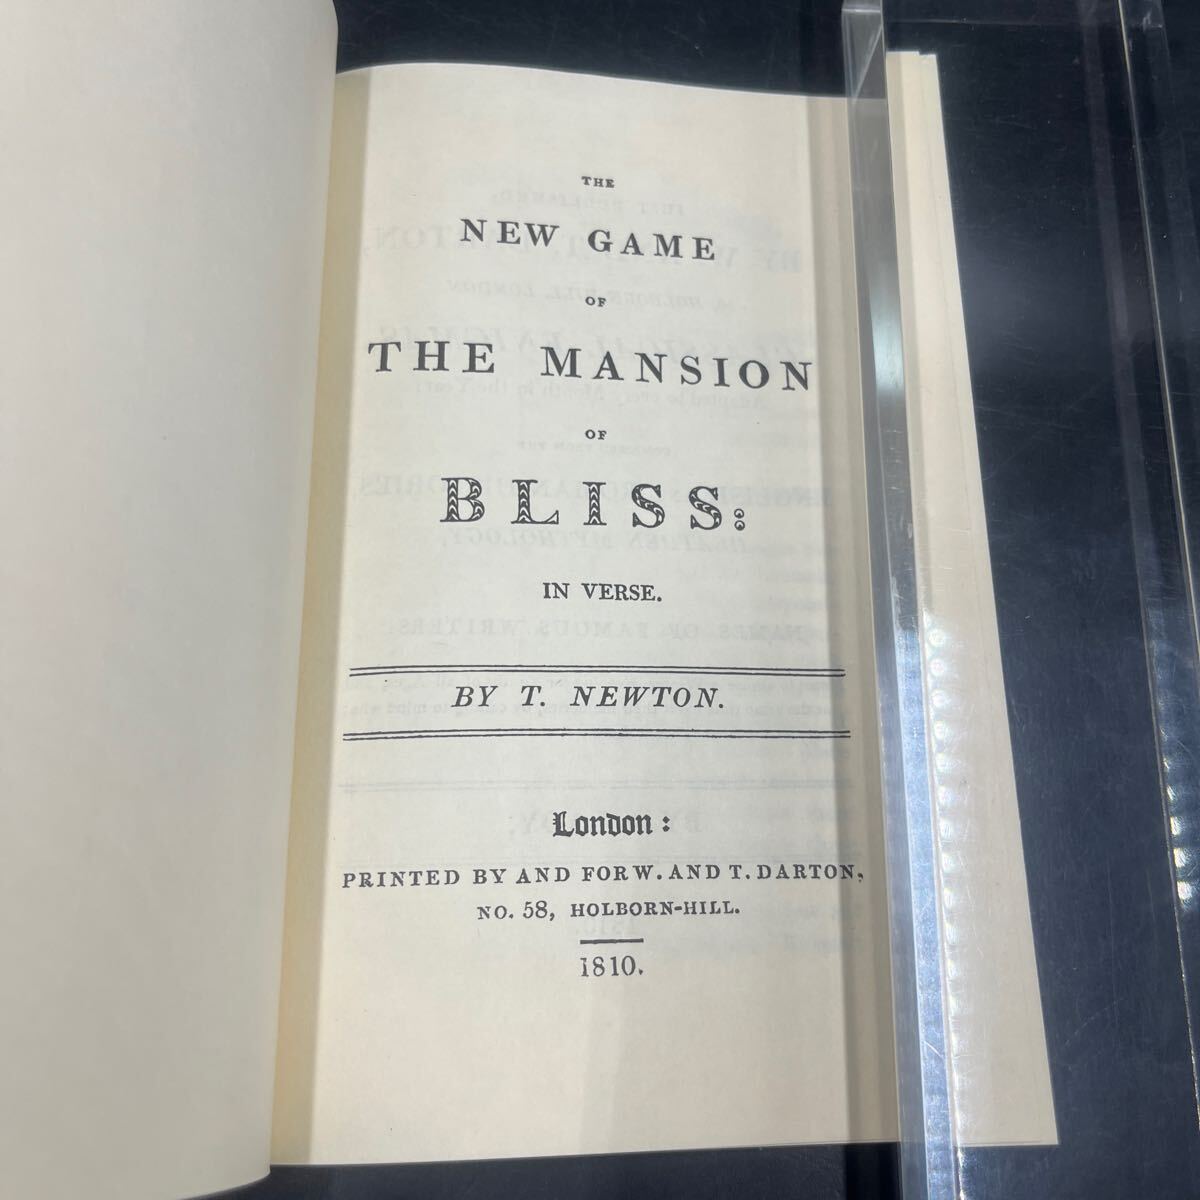 THE
NEW GAME
OF
THE MANSION
OF
BLISS:
IN VERSE.
BY T. NEWTON.
London:
PRINTED BY AND FOR W. AND T. DARTON,
NO. 58, HOLBORN-HILL.
1810.